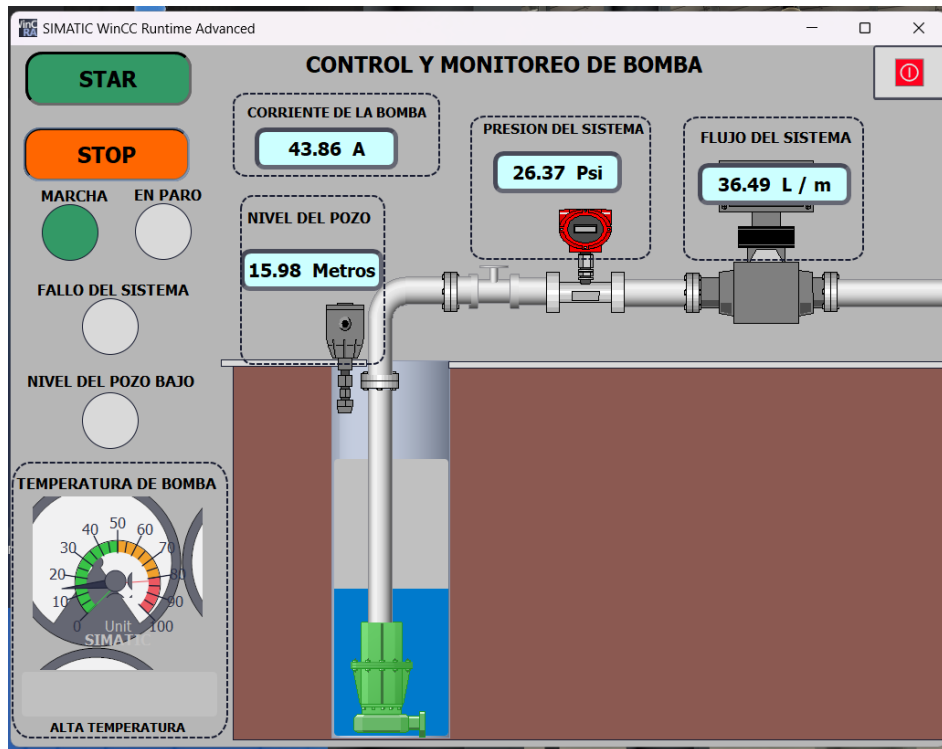 SIMATIC WinCC Runtime Advanced
CONTROL Y MONITOREO DE BOMBA
STAR
STOP
MARCHA
EN PARO
FALLO DEL SISTEMA
NIVEL DEL POZO BAJO
CORRIENTE DE LA BOMBA
43.86 A
PRESION DEL SISTEMA
26.37 Psi
FLUJO DEL SISTEMA
36.49 L / m
NIVEL DEL POZO
15.98 Metros
TEMPERATURA DE BOMBA
0
10
20
30
40
50
60
70
80
90
100
Unit
SIMATIC
ALTA TEMPERATURA